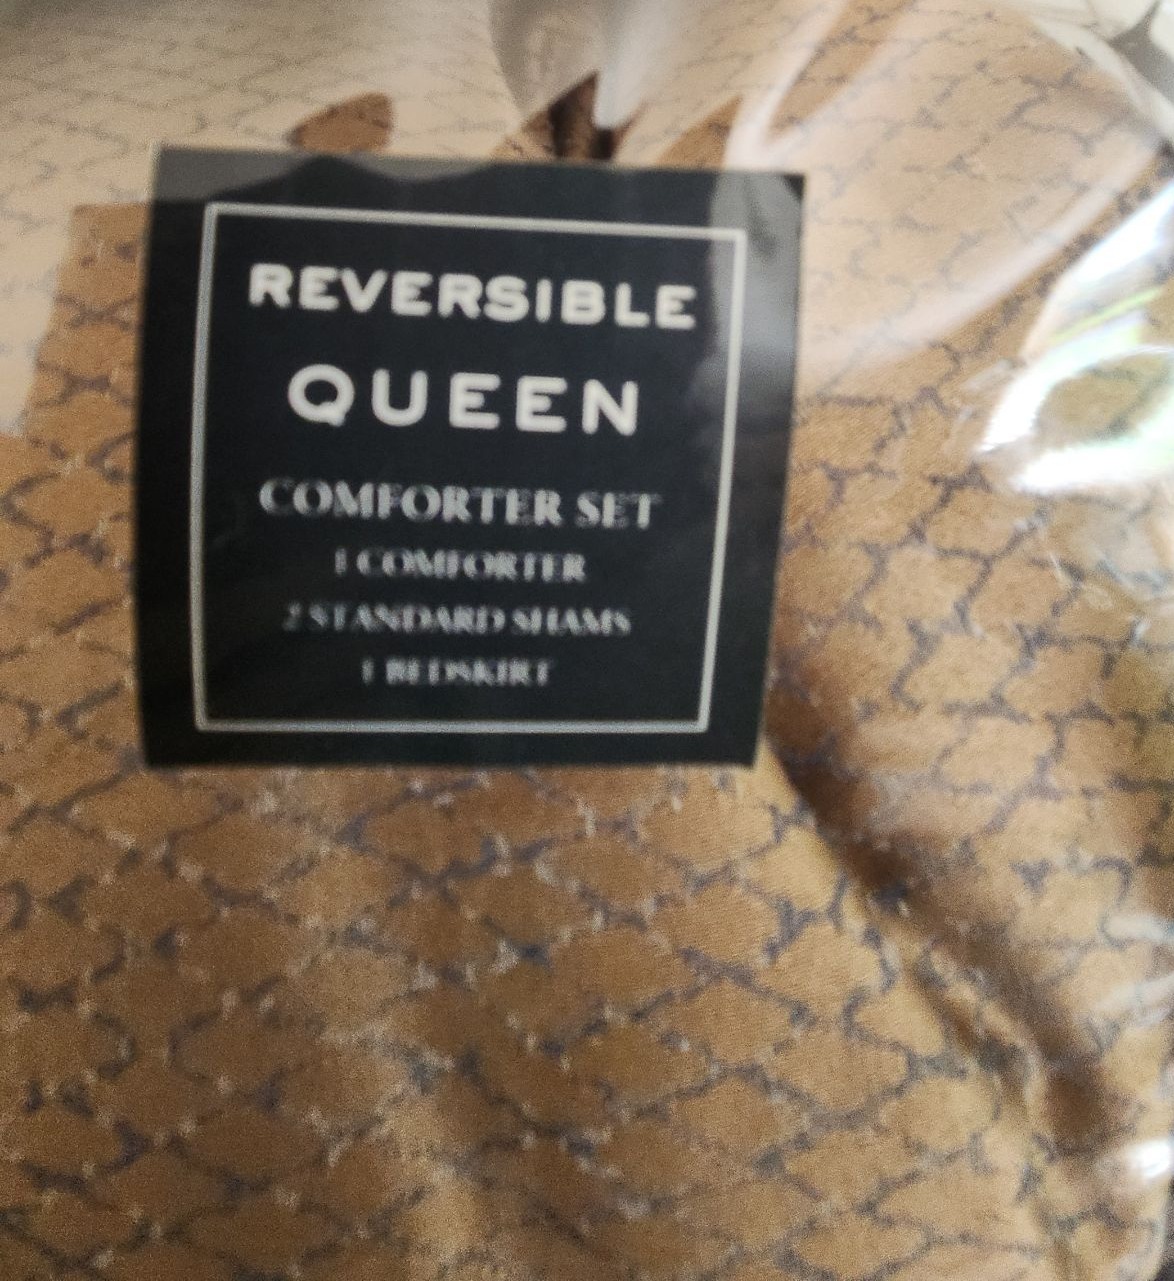 REVERSIBLE
QUEEN
COMFORTER SET
1 COMFORTER
2 STANDARD SHAMS
1 BEDSKIRT